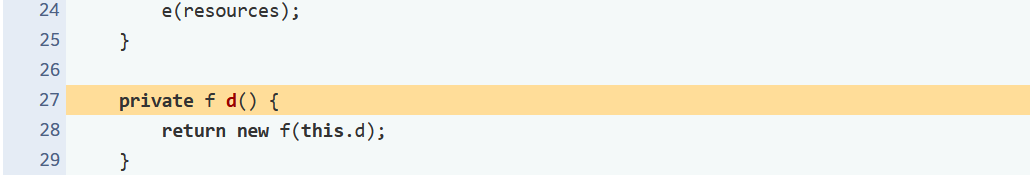 24 e(resources);
25 }
26
27 private f d() {
28 return new f(this.d);
29 }